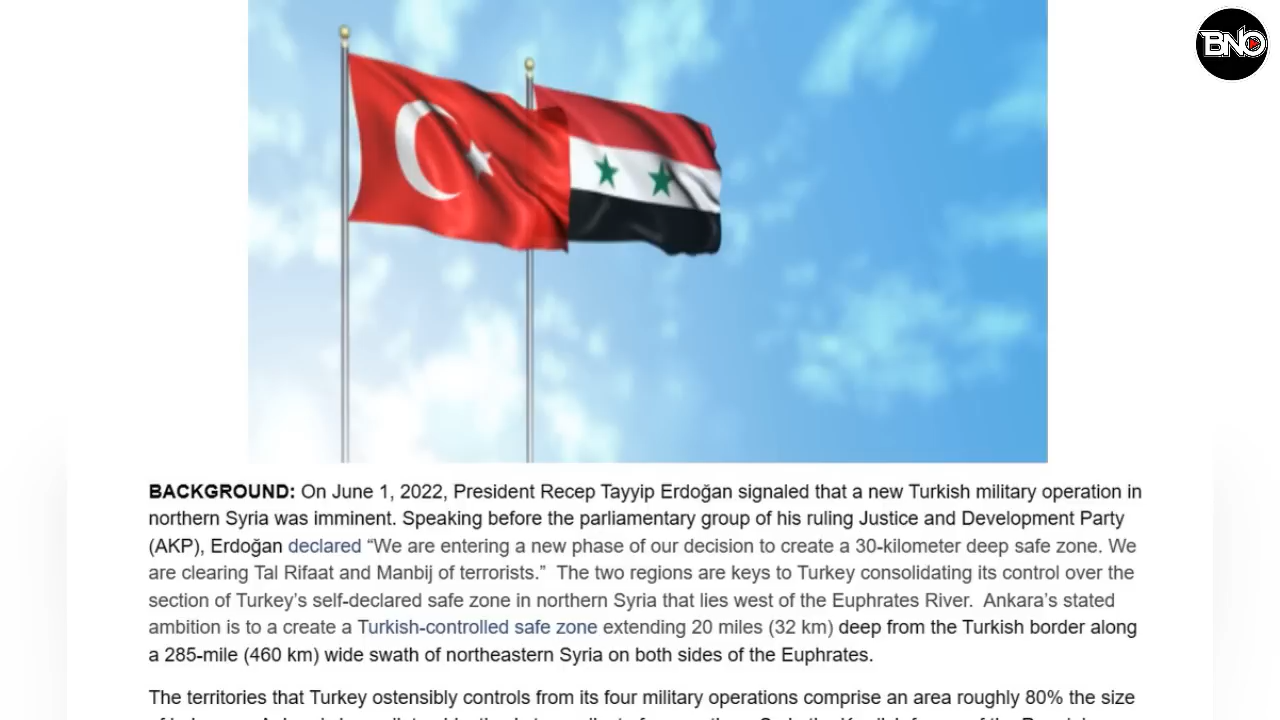 BNO
BACKGROUND: On June 1, 2022, President Recep Tayyip Erdoğan signaled that a new Turkish military operation in
northern Syria was imminent. Speaking before the parliamentary group of his ruling Justice and Development Party
(AKP), Erdoğan declared “We are entering a new phase of our decision to create a 30-kilometer deep safe zone. We
are clearing Tal Rifaat and Manbij of terrorists.”  The two regions are keys to Turkey consolidating its control over the
section of Turkey’s self-declared safe zone in northern Syria that lies west of the Euphrates River.  Ankara’s stated
ambition is to a create a Turkish-controlled safe zone extending 20 miles (32 km) deep from the Turkish border along
a 285-mile (460 km) wide swath of northeastern Syria on both sides of the Euphrates.
The territories that Turkey ostensibly controls from its four military operations comprise an area roughly 80% the size